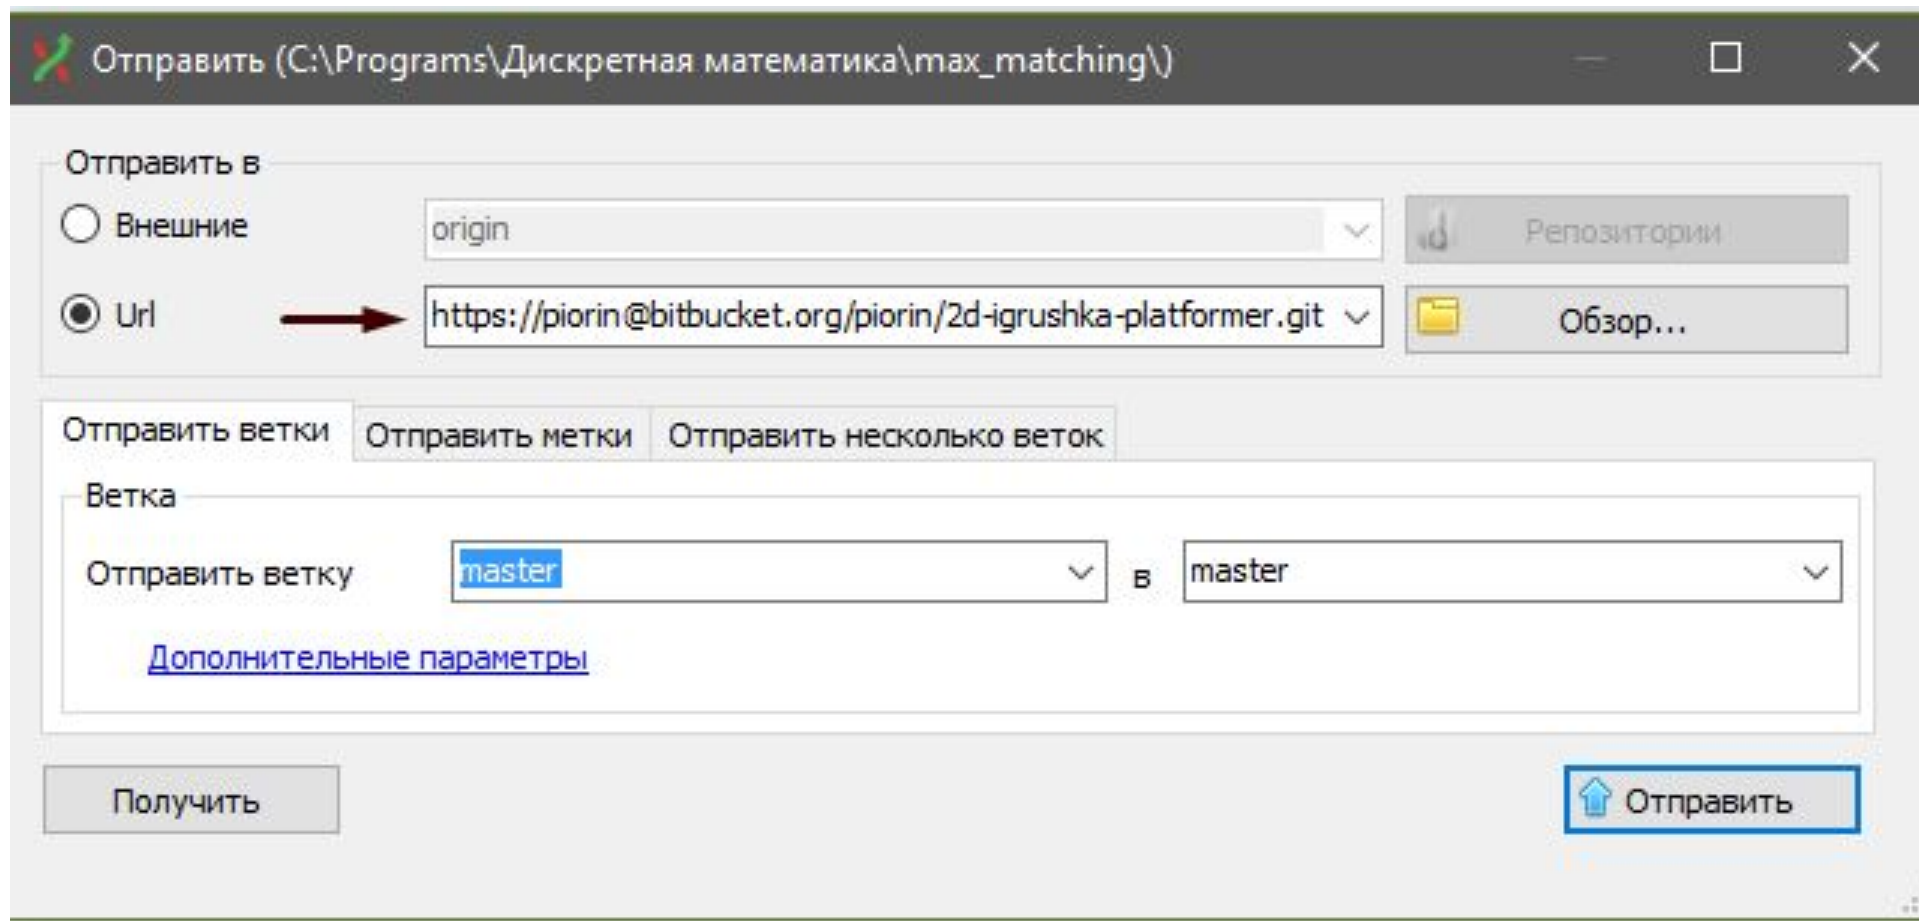 Отправить (C:\Programs\Дискретная математика\max_matching\)
Отправить в
Внешние origin Репозитории
Url https://piorin@bitbucket.org/piorin/2d-igrushka-platformer.git Обзор...
Отправить ветки Отправить метки Отправить несколько веток
Ветка
Отправить ветку master в master
Дополнительные параметры
Получить Отправить